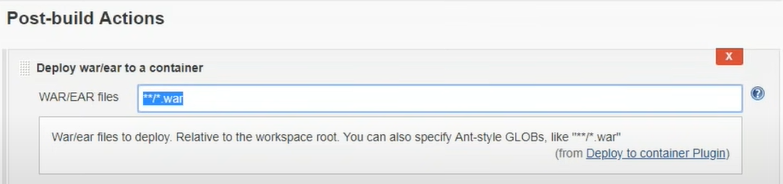 Post-build Actions
X
Deploy war/ear to a container
WAR/EAR files **/*.war
War/ear files to deploy. Relative to the workspace root. You can also specify Ant-style GLOBs, like "**/*.war"
(from Deploy to container Plugin)